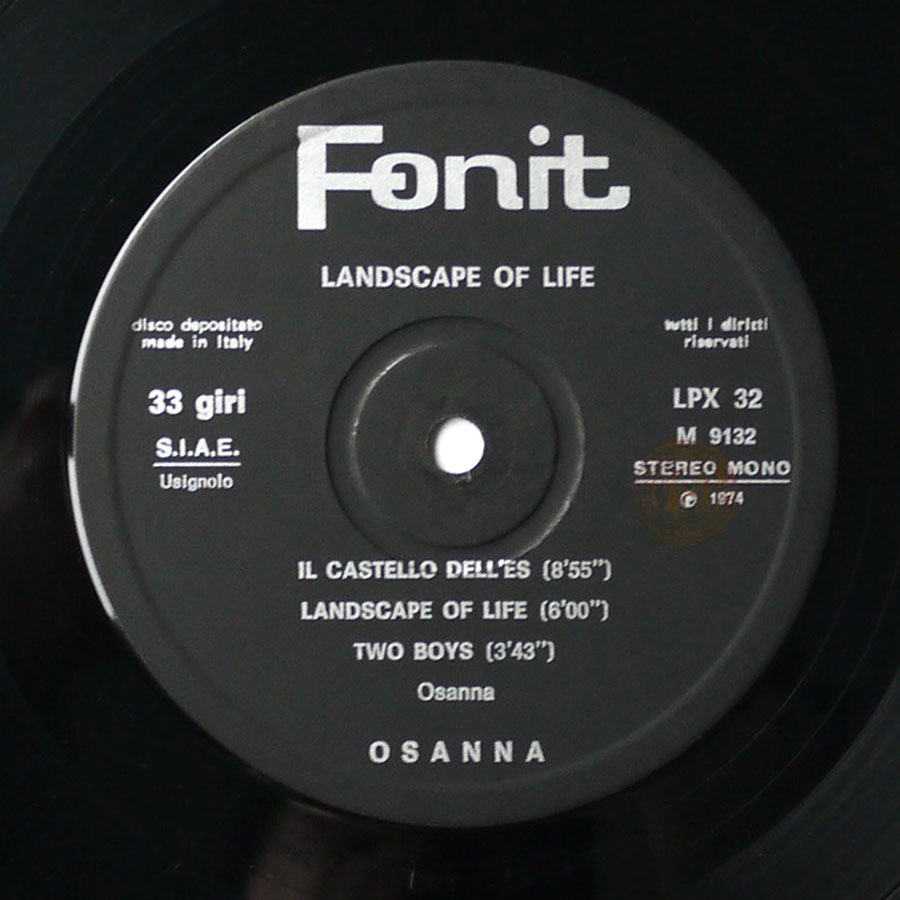 Fonit
LANDSCAPE OF LIFE
disco depositato
made in Italy
tutti i diritti
riservati
33 giri
S.I.A.E.
Usignolo
LPX 32
M 9132
STEREO MONO
℗ 1974
IL CASTELLO DELL'ES (8'55")
LANDSCAPE OF LIFE (6'00")
TWO BOYS (3'43")
Osanna
OSANNA